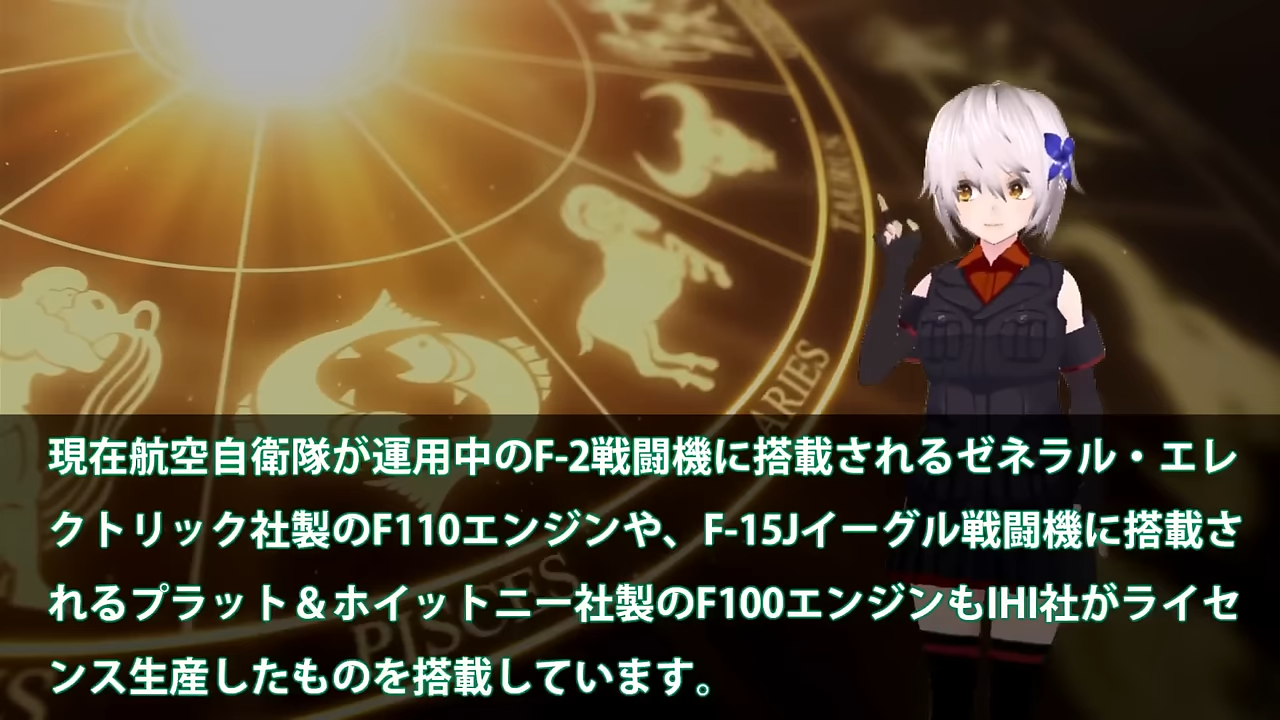 TAURUS
ARIES
PISCES
現在航空自衛隊が運用中のF-2戦闘機に搭載されるゼネラル・エレ
クトリック社製のF110エンジンや、F-15Jイーグル戦闘機に搭載さ
れるプラット＆ホイットニー社製のF100エンジンもIHI社がライセ
ンス生産したものを搭載しています。